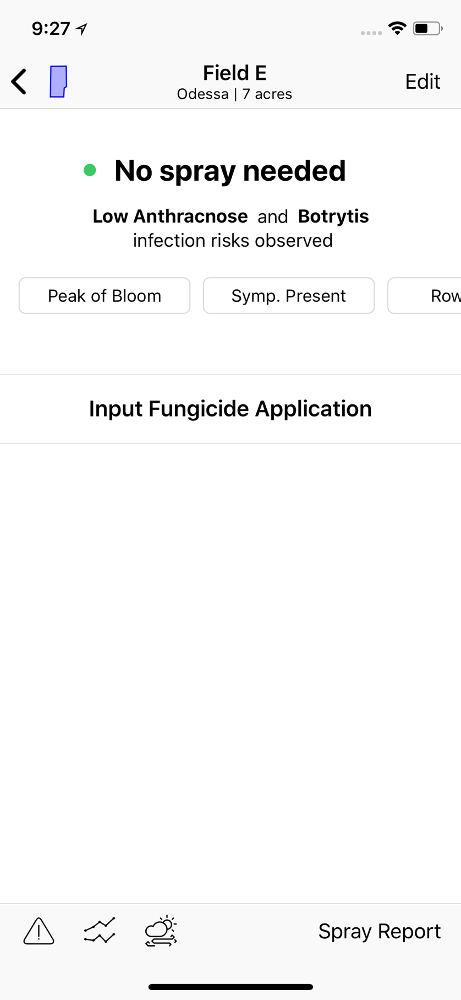 9:27
Field E
Odessa | 7 acres
Edit
No spray needed
Low Anthracnose and Botrytis
infection risks observed
Peak of Bloom
Symp. Present
Row
Input Fungicide Application
Spray Report